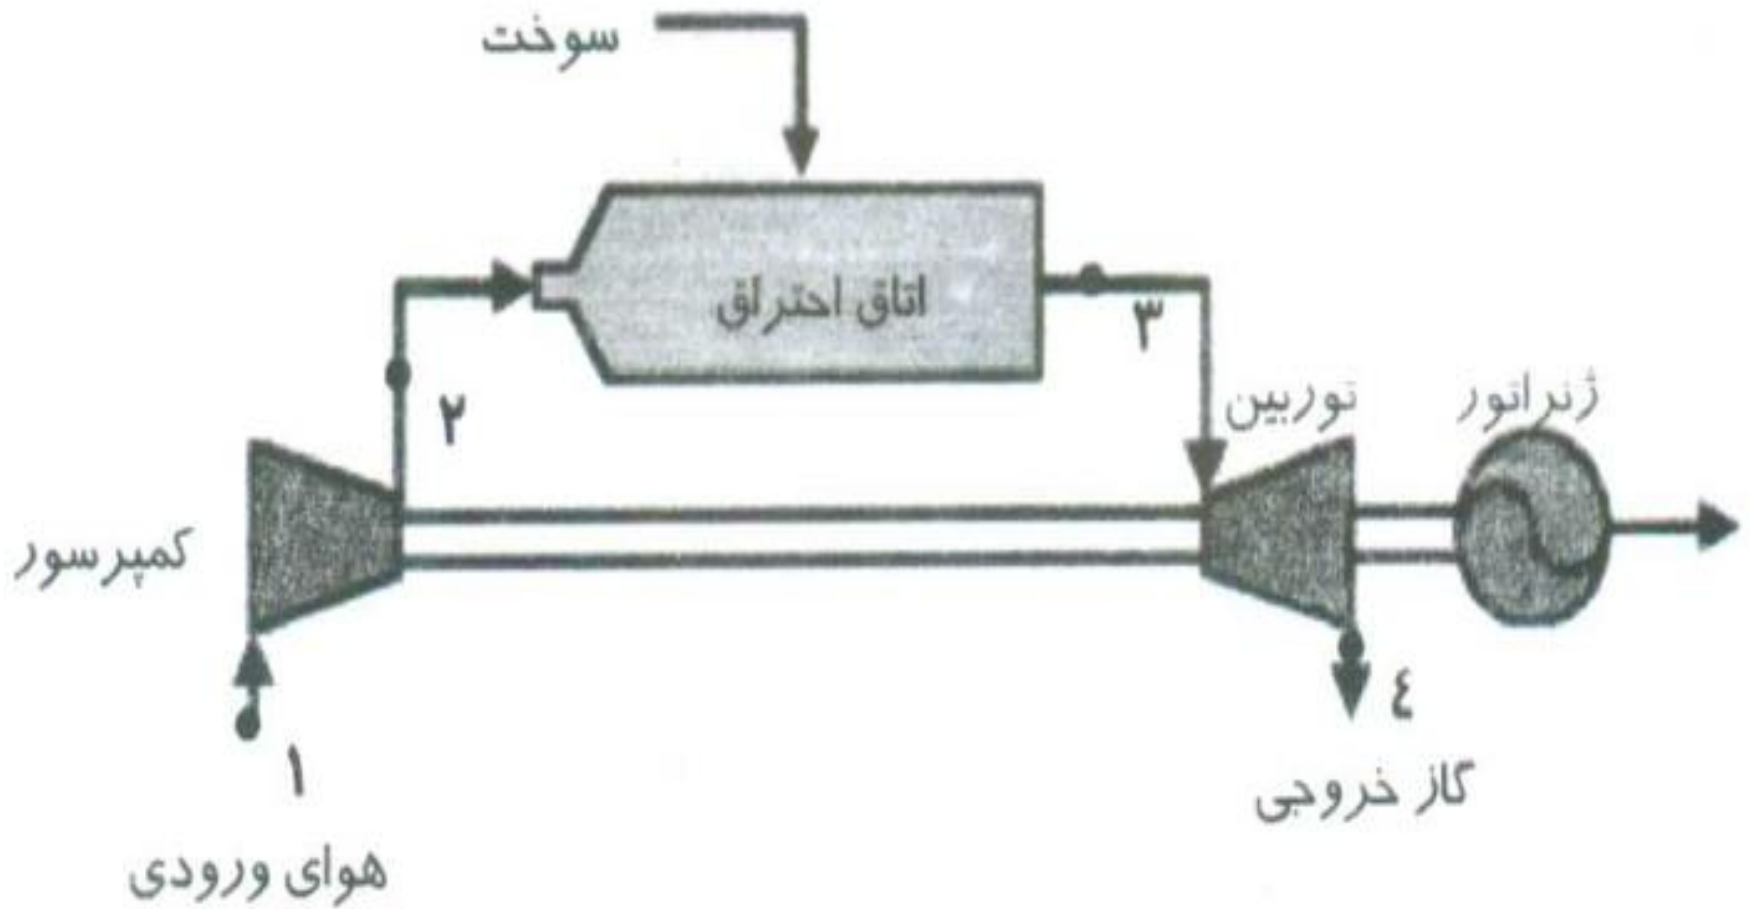 سوخت
اتاق احتراق
۳
۲
توربین
ژنراتور
کمپرسور
٤
۱
گاز خروجی
هوای ورودی